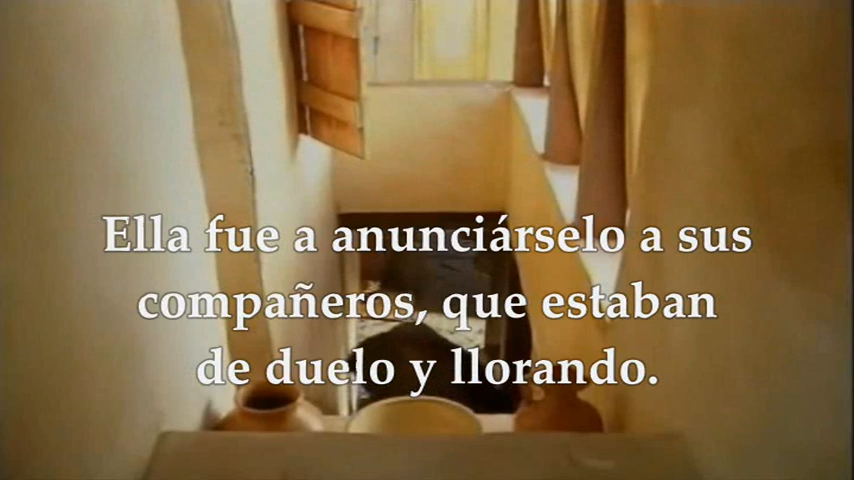 Ella fue a anunciárselo a sus
compañeros, que estaban
de duelo y llorando.